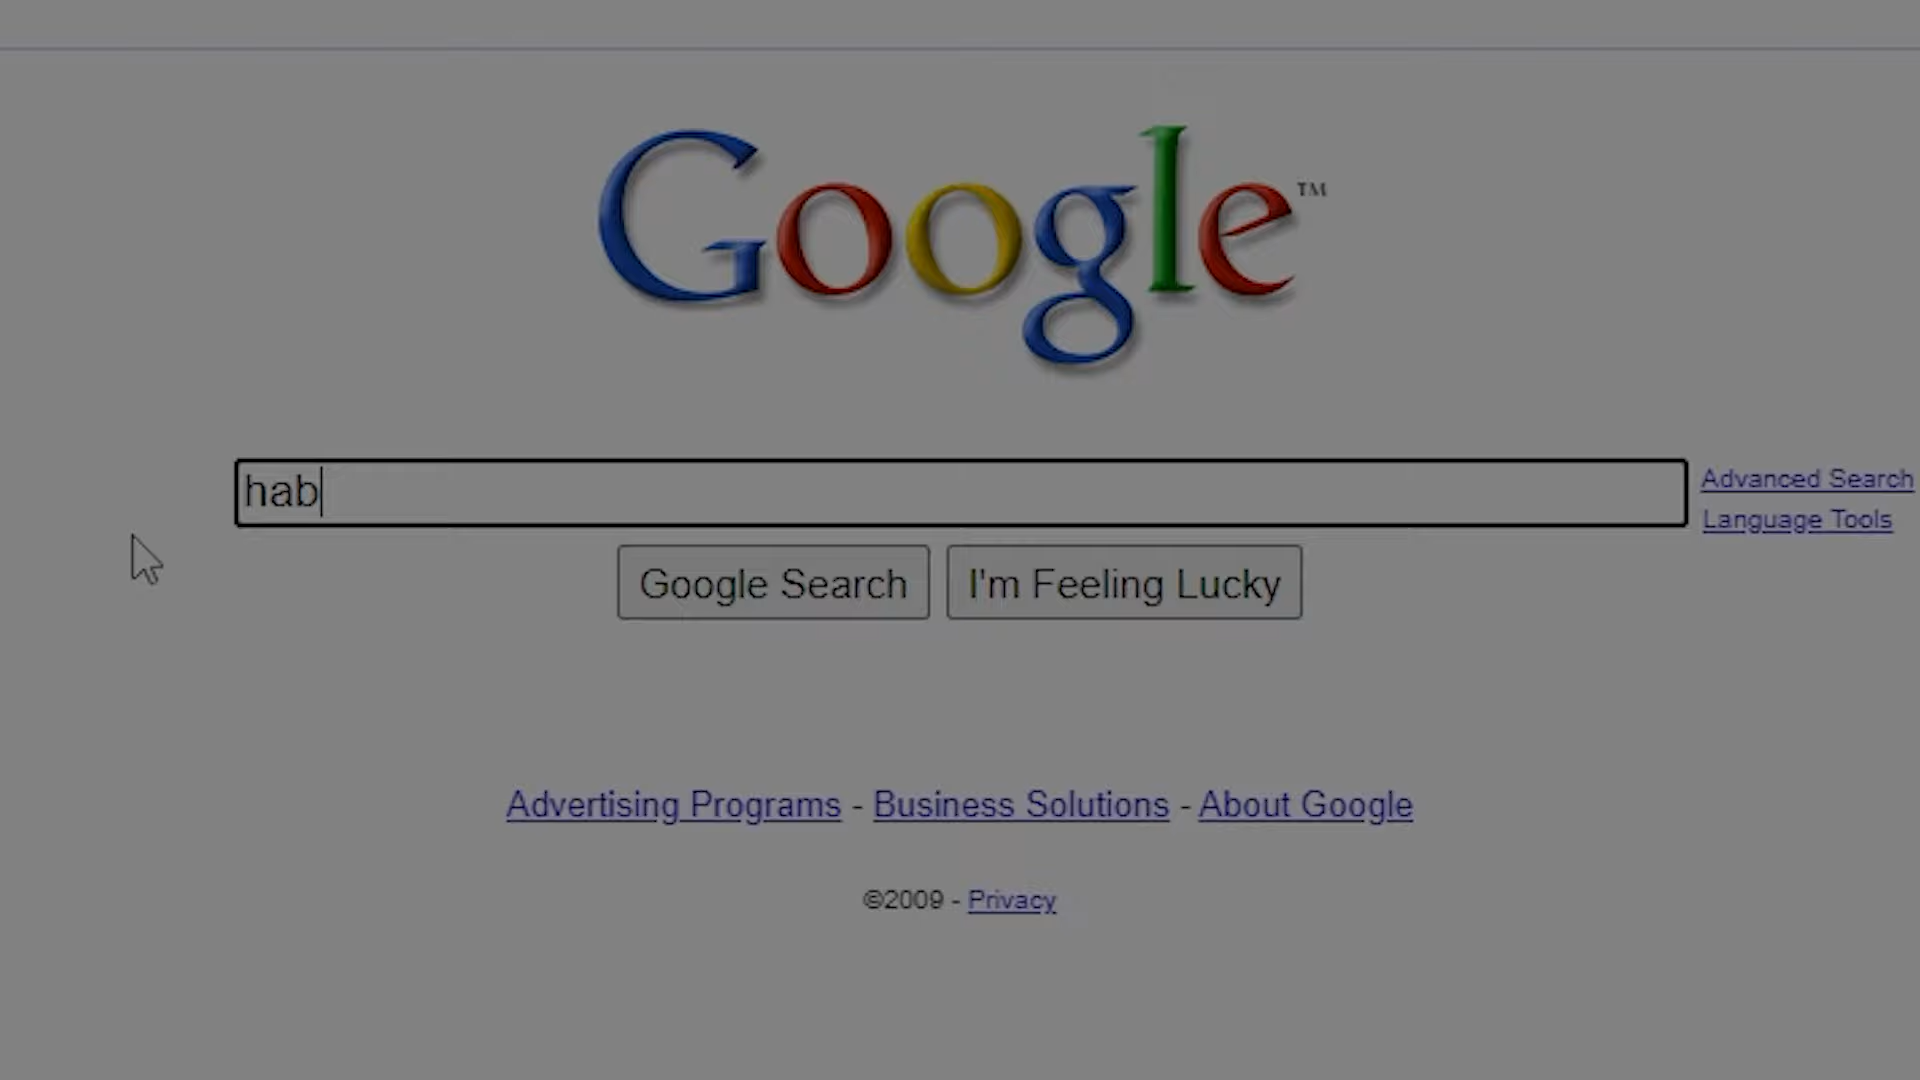 Google™
hab
Advanced Search
Language Tools
Google Search I'm Feeling Lucky
Advertising Programs - Business Solutions - About Google
©2009 - Privacy